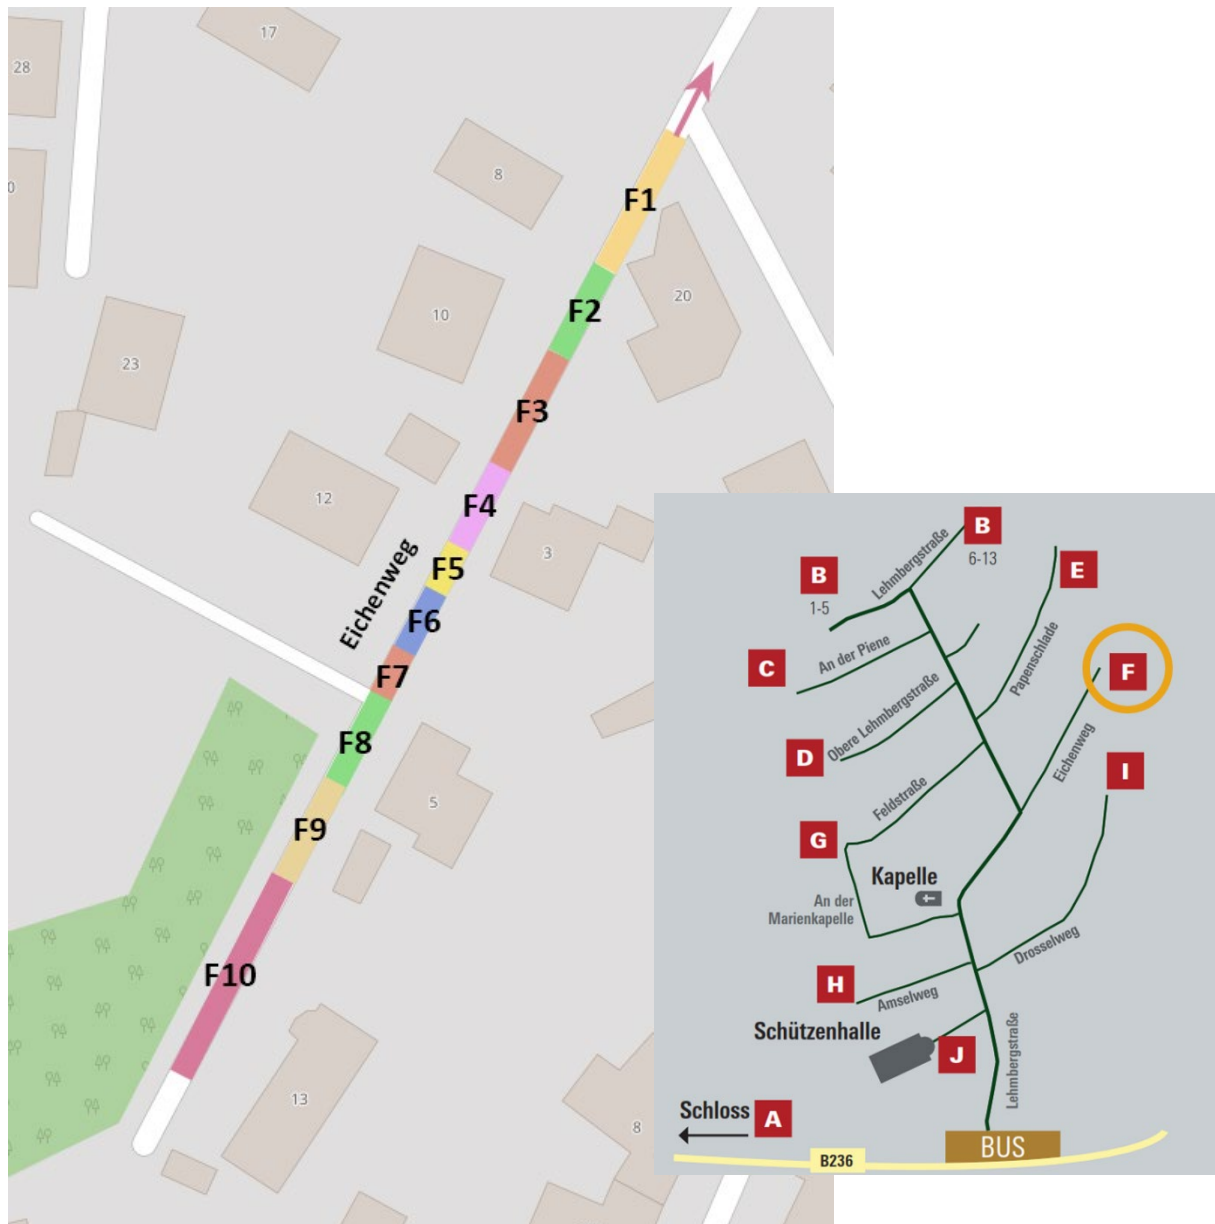 17
28
8
0
F1
20
F2
10
23
F3
12
F4
3
F5
Eichenweg
F6
F7
F8
5
F9
F10
13
8
B
6-13
Lehmbergstraße
B
1-5
E
An der Piene
C
Papenschlade
F
Obere Lehmbergstraße
D
Eichenweg
I
Feldstraße
G
Kapelle
An der
Marienkapelle
Drosselweg
H
Amselweg
Schützenhalle
J
Lehmbergstraße
Schloss
A
BUS
B236